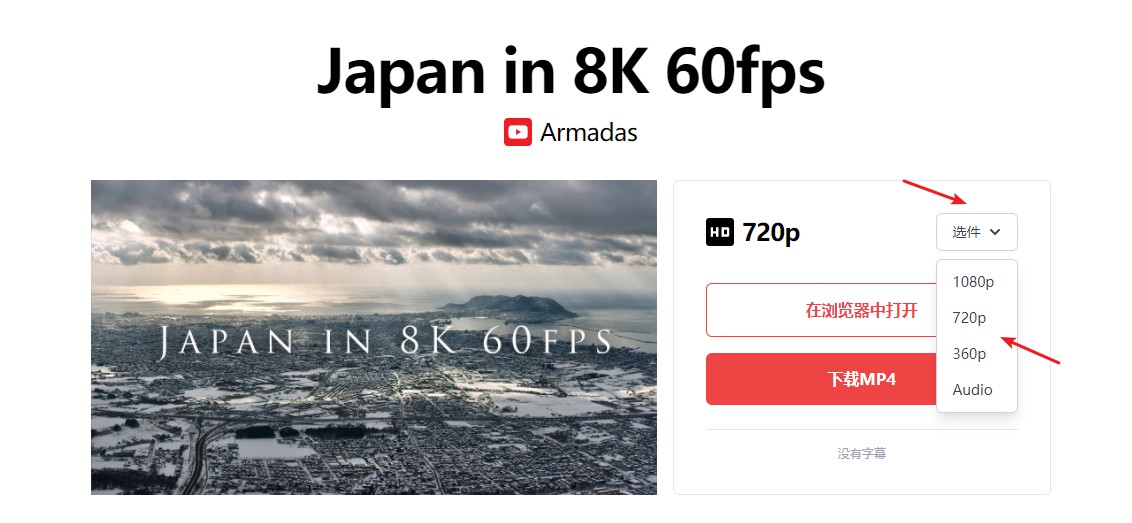 Japan in 8K 60fps
Armadas
JAPAN IN 8K 60FPS
HD 720p
选件
1080p
720p
360p
Audio
在浏览器中打开
下载MP4
没有字幕